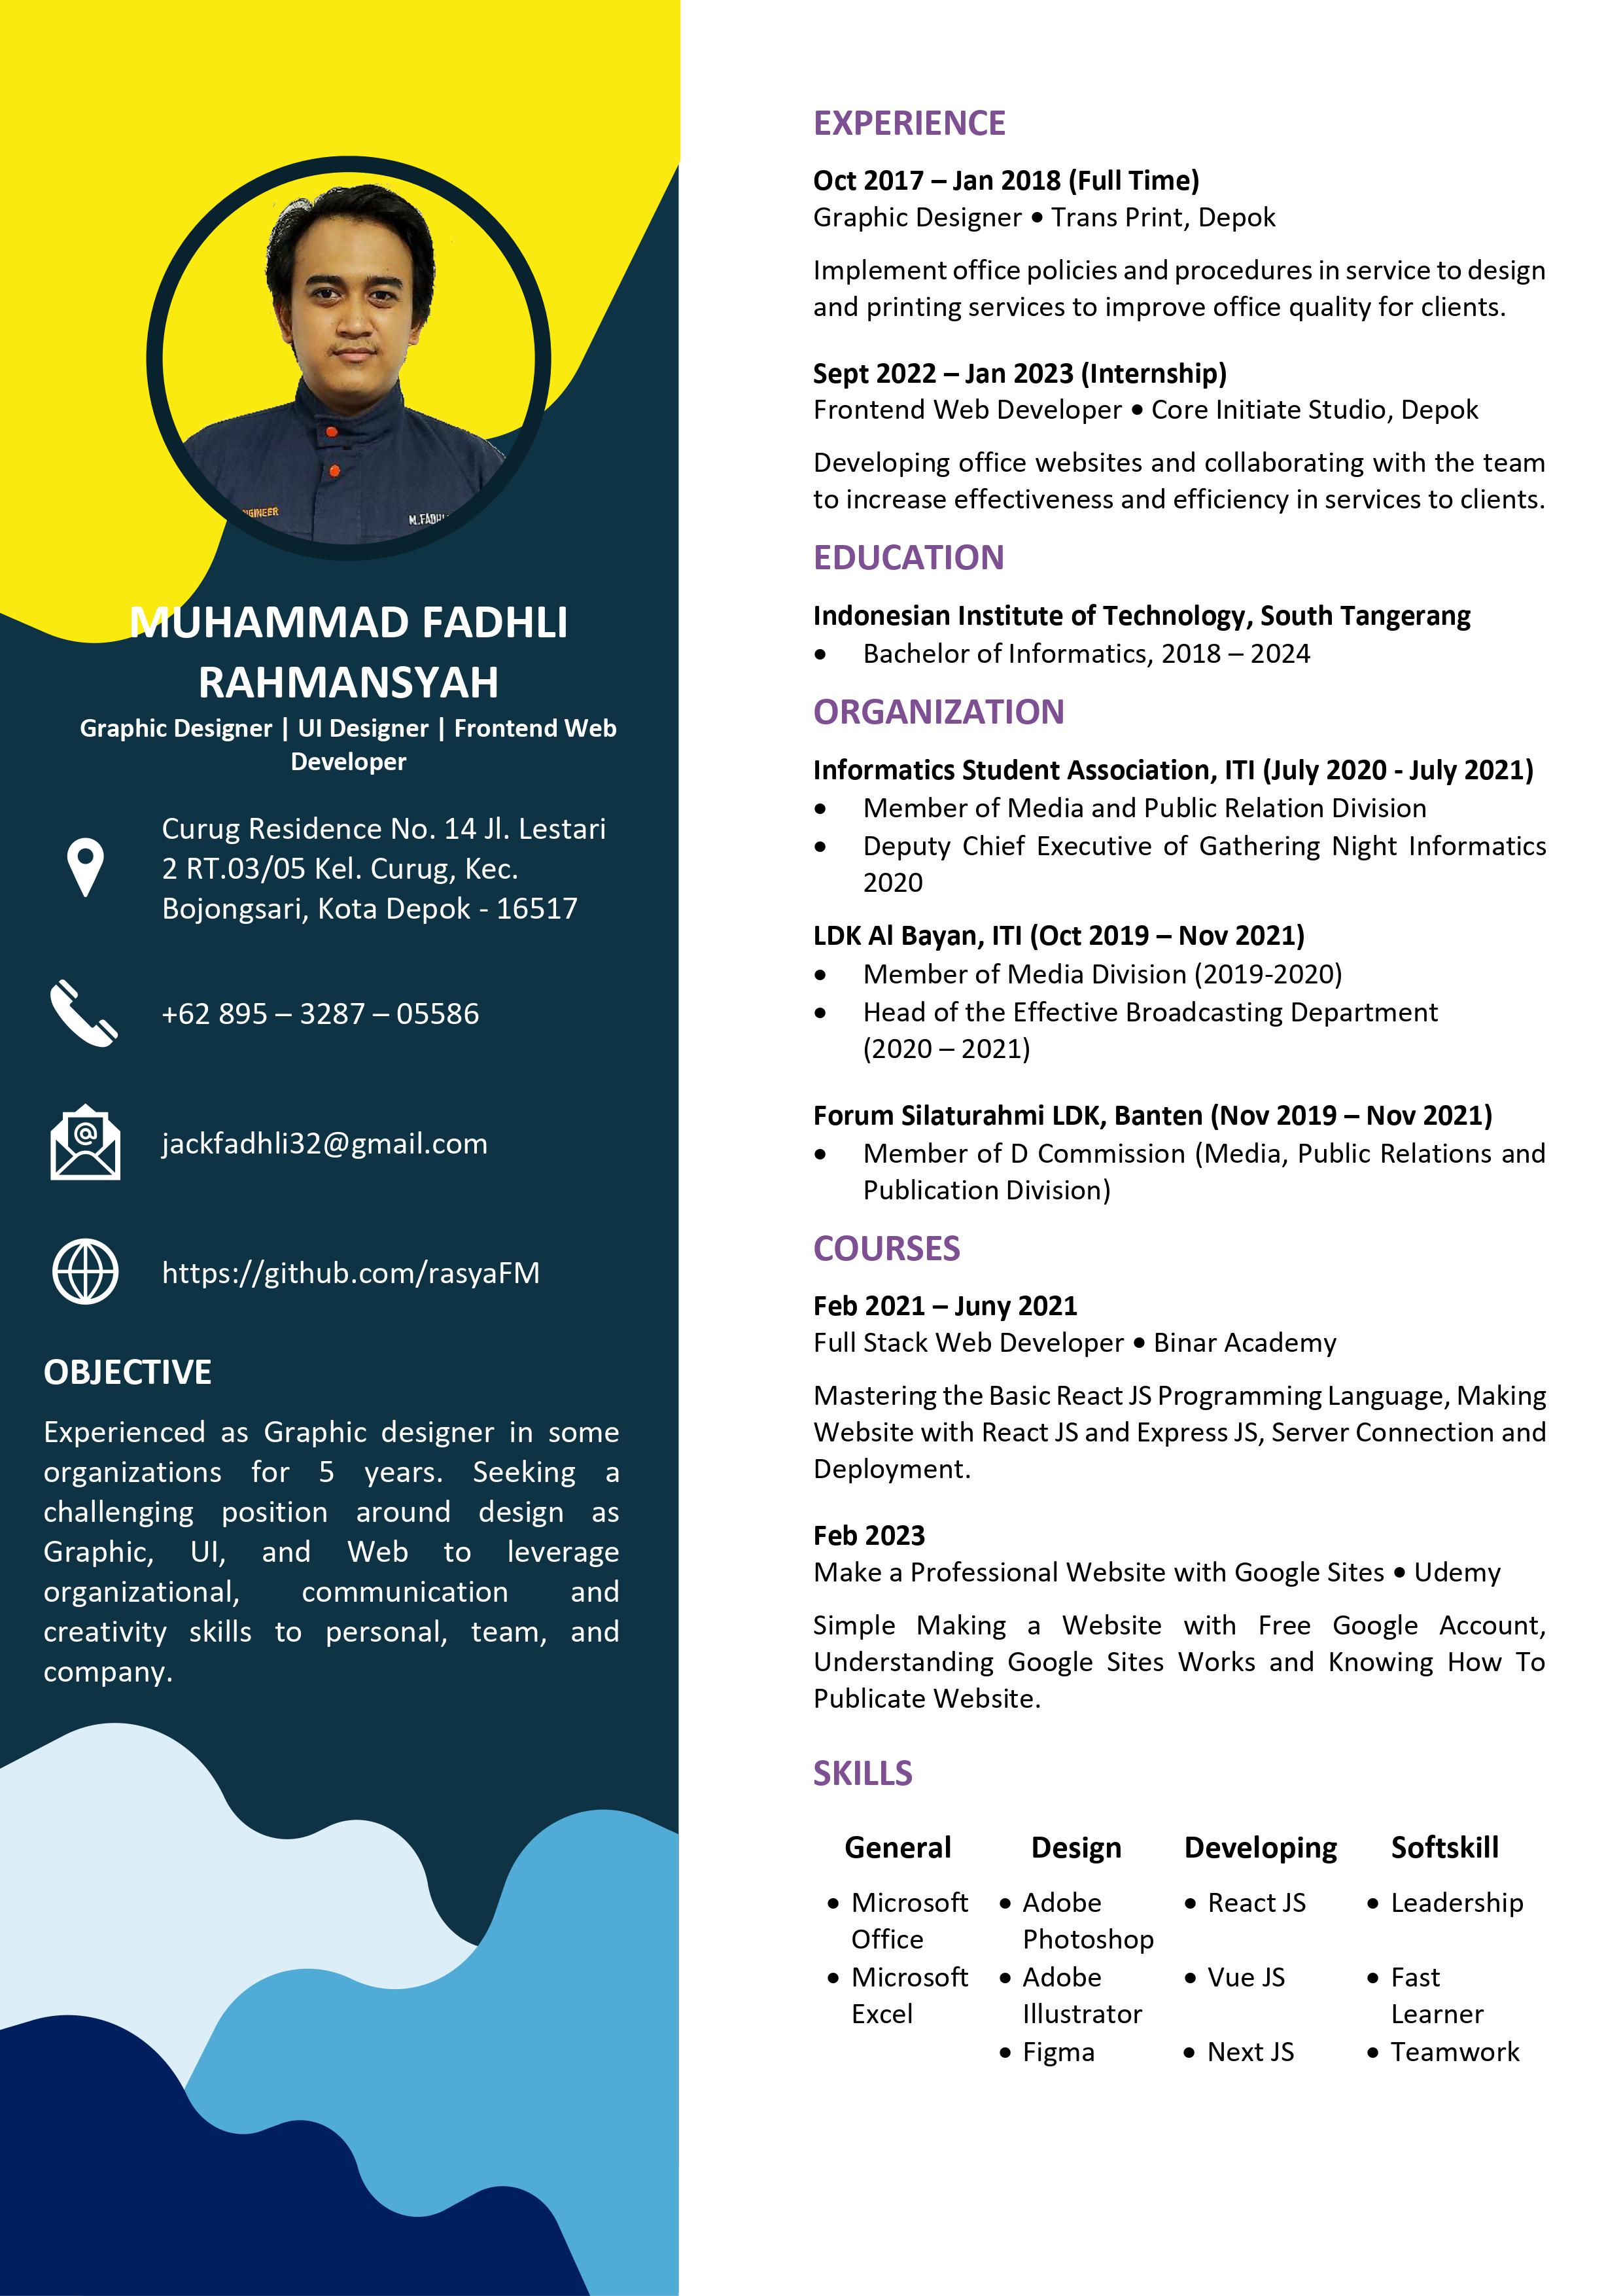 MUHAMMAD FADHLI
RAHMANSYAH
Graphic Designer | UI Designer | Frontend Web
Developer
Curug Residence No. 14 Jl. Lestari
2 RT.03/05 Kel. Curug, Kec.
Bojongsari, Kota Depok - 16517
+62 895 – 3287 – 05586
@
jackfadhli32@gmail.com
https://github.com/rasyaFM
OBJECTIVE
Experienced as Graphic designer in some
organizations for 5 years. Seeking a
challenging position around design as
Graphic, UI, and Web to leverage
organizational, communication and
creativity skills to personal, team, and
company.
EXPERIENCE
Oct 2017 – Jan 2018 (Full Time)
Graphic Designer • Trans Print, Depok
Implement office policies and procedures in service to design
and printing services to improve office quality for clients.
Sept 2022 – Jan 2023 (Internship)
Frontend Web Developer • Core Initiate Studio, Depok
Developing office websites and collaborating with the team
to increase effectiveness and efficiency in services to clients.
EDUCATION
Indonesian Institute of Technology, South Tangerang
• Bachelor of Informatics, 2018 – 2024
ORGANIZATION
Informatics Student Association, ITI (July 2020 - July 2021)
• Member of Media and Public Relation Division
• Deputy Chief Executive of Gathering Night Informatics
2020
LDK Al Bayan, ITI (Oct 2019 – Nov 2021)
• Member of Media Division (2019-2020)
• Head of the Effective Broadcasting Department
(2020 – 2021)
Forum Silaturahmi LDK, Banten (Nov 2019 – Nov 2021)
• Member of D Commission (Media, Public Relations and
Publication Division)
COURSES
Feb 2021 – Juny 2021
Full Stack Web Developer • Binar Academy
Mastering the Basic React JS Programming Language, Making
Website with React JS and Express JS, Server Connection and
Deployment.
Feb 2023
Make a Professional Website with Google Sites • Udemy
Simple Making a Website with Free Google Account,
Understanding Google Sites Works and Knowing How To
Publicate Website.
SKILLS
General
• Microsoft
Office
• Microsoft
Excel
Design
• Adobe
Photoshop
• Adobe
Illustrator
• Figma
Developing
• React JS
• Vue JS
• Next JS
Softskill
• Leadership
• Fast
Learner
• Teamwork